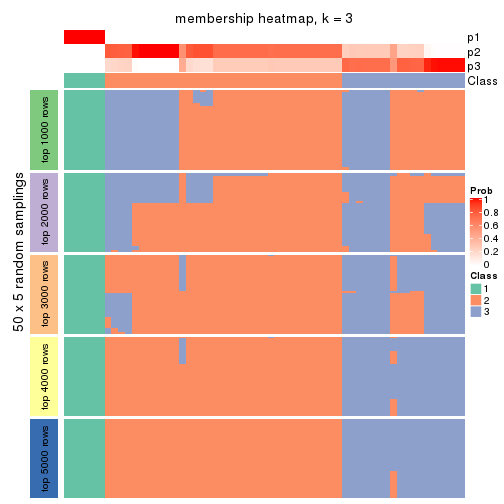 membership heatmap, k = 3
p1
p2
p3
Class
50 x 5 random samplings
top 1000 rows
top 2000 rows
top 3000 rows
top 4000 rows
top 5000 rows
Prob
1
0.8
0.6
0.4
0.2
0
Class
1
2
3